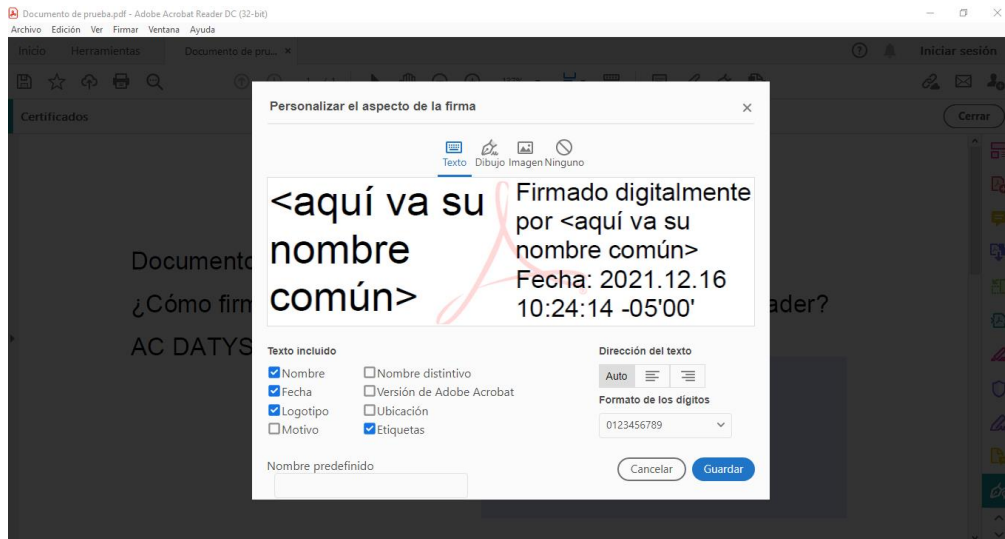 Documento de prueba.pdf - Adobe Acrobat Reader DC (32-bit)
Archivo Edición Ver Firmar Ventana Ayuda
Inicio Herramientas Documento de pru... ×
Iniciar sesión
Certificados
Cerrar
Personalizar el aspecto de la firma
Texto Dibujo Imagen Ninguno
<aquí va su
nombre
común>
Firmado digitalmente
por <aquí va su
nombre común>
Fecha: 2021.12.16
10:24:14 -05'00'
Documento
¿Cómo firm
ader?
AC DATYS
Texto incluido
Nombre
Fecha
Logotipo
Motivo
Nombre distintivo
Versión de Adobe Acrobat
Ubicación
Etiquetas
Dirección del texto
Auto
Formato de los dígitos
0123456789
Nombre predefinido
Cancelar
Guardar